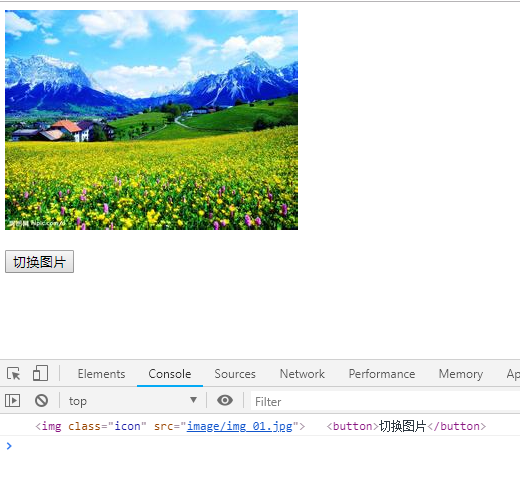 切换图片
Elements Console Sources Network Performance Memory Ap
top Filter
<img class="icon" src="image/img_01.jpg"> <button>切换图片</button>